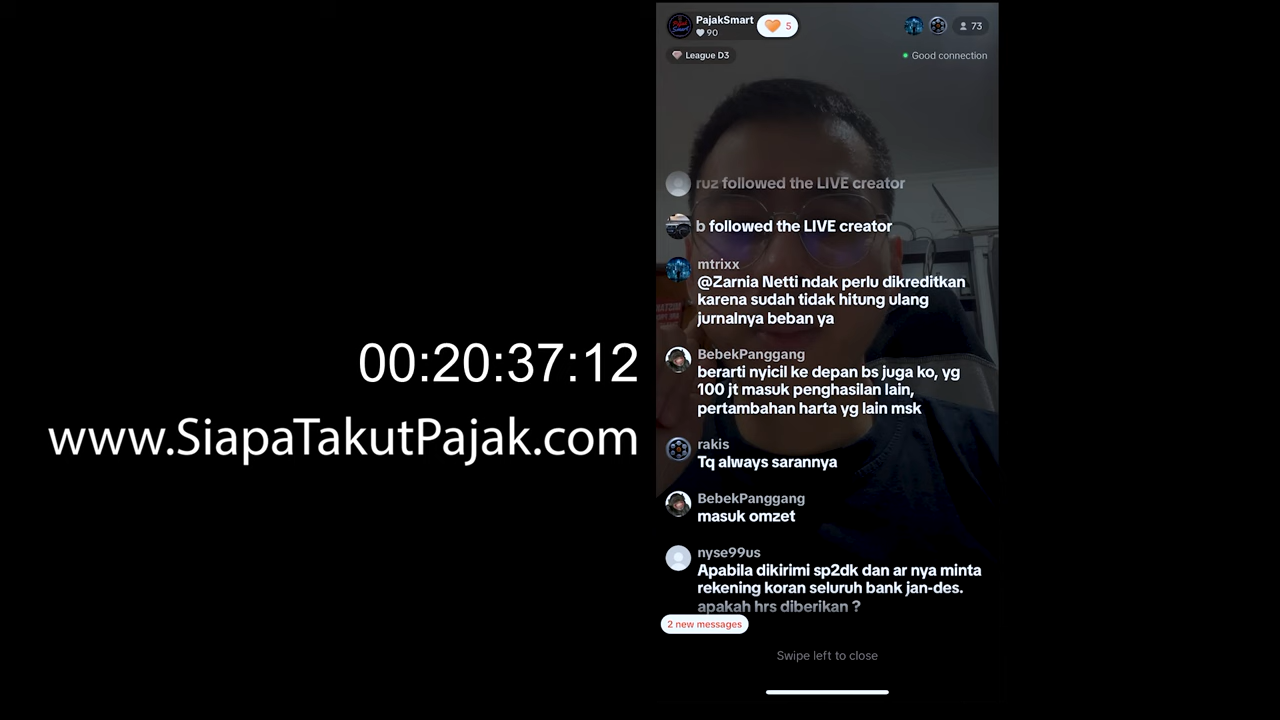 PajakSmart
90
5
73
League D3
Good connection
ruz followed the LIVE creator
b followed the LIVE creator
mtrixx
@Zarnia Netti ndak perlu dikreditkan
karena sudah tidak hitung ulang
jurnalnya beban ya
BebekPanggang
berarti nyicil ke depan bs juga ko, yg
100 jt masuk penghasilan lain,
pertambahan harta yg lain msk
rakis
Tq always sarannya
BebekPanggang
masuk omzet
nyse99us
Apabila dikirimi sp2dk dan ar nya minta
rekening koran seluruh bank jan-des.
apakah hrs diberikan ?
2 new messages
Swipe left to close
00:20:37:12
www.SiapaTakutPajak.com